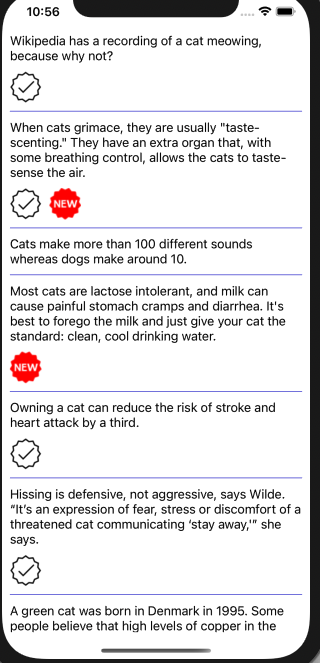 10:56
Wikipedia has a recording of a cat meowing,
because why not?
When cats grimace, they are usually "taste-
scenting." They have an extra organ that, with
some breathing control, allows the cats to taste-
sense the air.
NEW
Cats make more than 100 different sounds
whereas dogs make around 10.
Most cats are lactose intolerant, and milk can
cause painful stomach cramps and diarrhea. It's
best to forego the milk and just give your cat the
standard: clean, cool drinking water.
NEW
Owning a cat can reduce the risk of stroke and
heart attack by a third.
Hissing is defensive, not aggressive, says Wilde.
“It’s an expression of fear, stress or discomfort of a
threatened cat communicating ‘stay away,'” she
says.
A green cat was born in Denmark in 1995. Some
people believe that high levels of copper in the